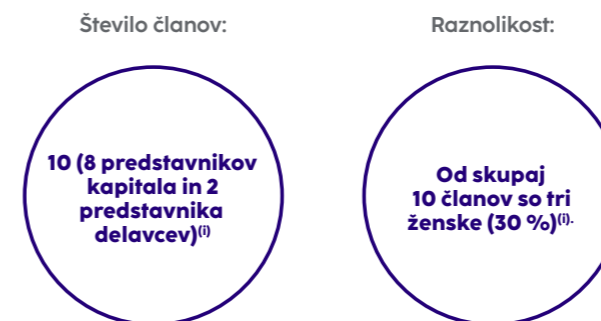 Število članov:
10 (8 predstavnikov
kapitala in 2
predstavnika
delavcev)(i)
Raznolikost:
Od skupaj
10 članov so tri
ženske (30 %)(i).